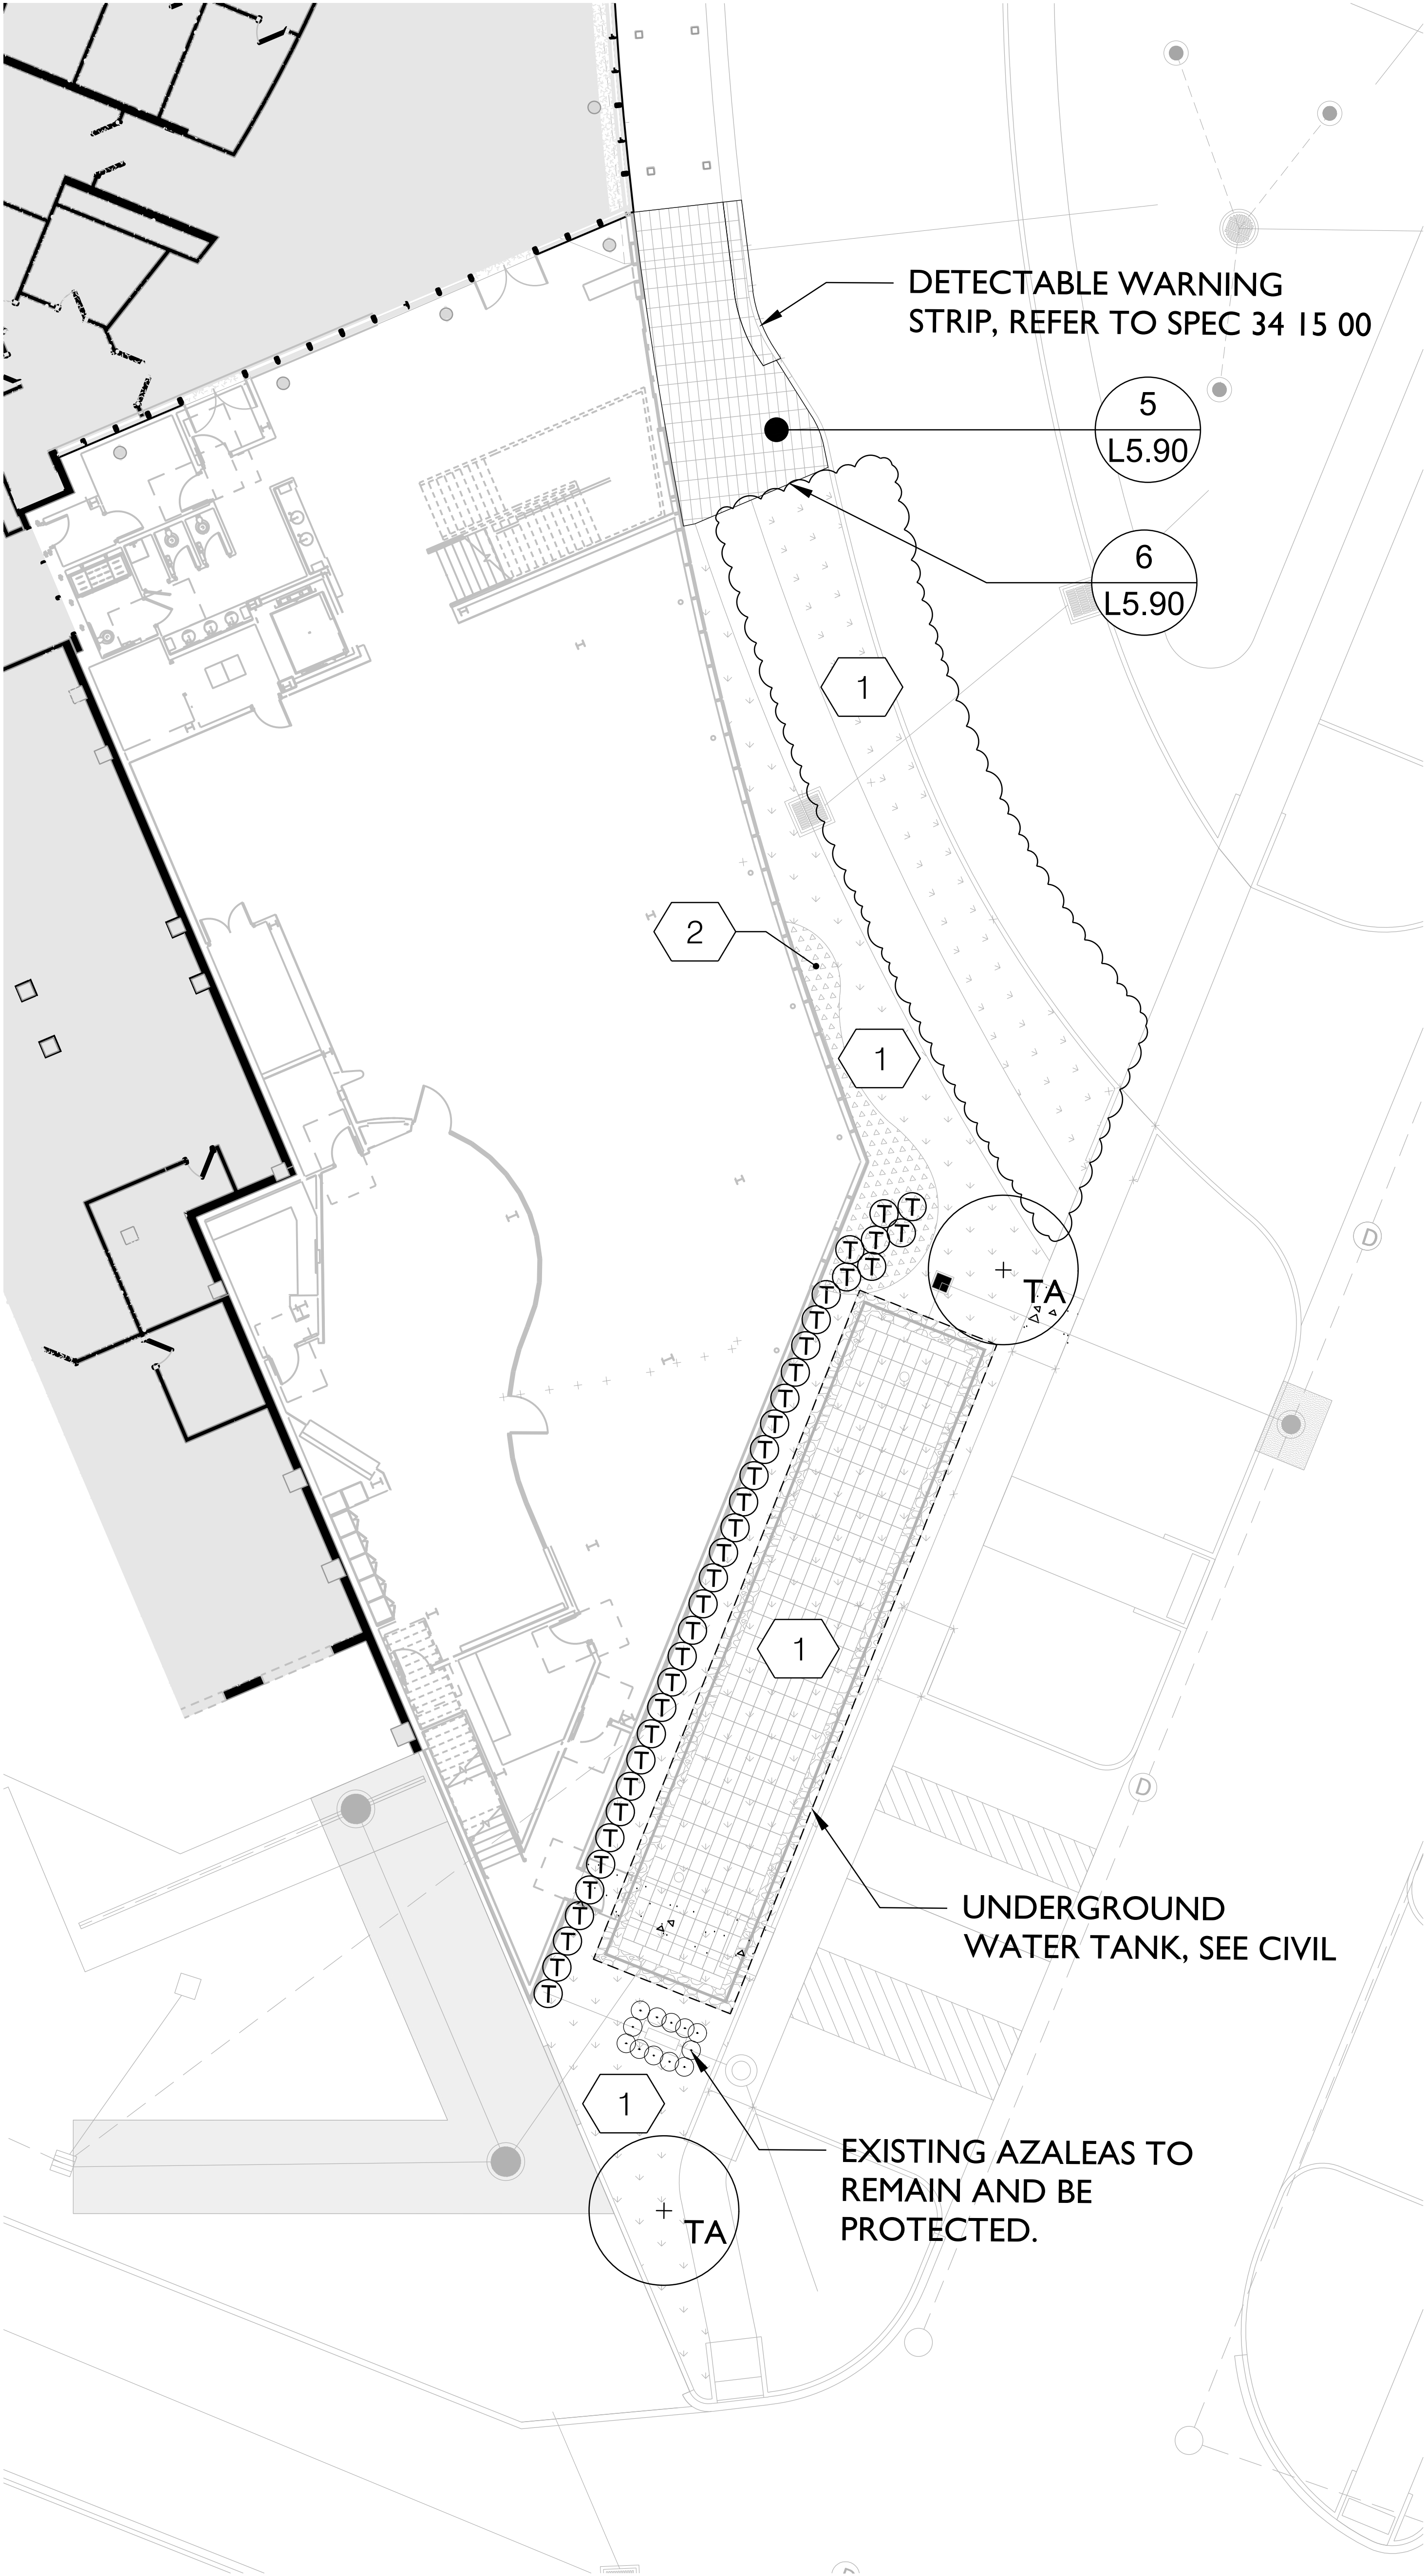 DETECTABLE WARNING
STRIP, REFER TO SPEC 34 15 00
5
L5.90
6
L5.90
1
2
1
T
T
T
T
T
T
T
D
TA
T
T
T
T
T
T
T
T
T
T
T
T
T
T
1
T
T
T
T
T
T
D
T
T
T
T
T
T
T
T
UNDERGROUND
WATER TANK, SEE CIVIL
1
EXISTING AZALEAS TO
REMAIN AND BE
PROTECTED.
TA
D